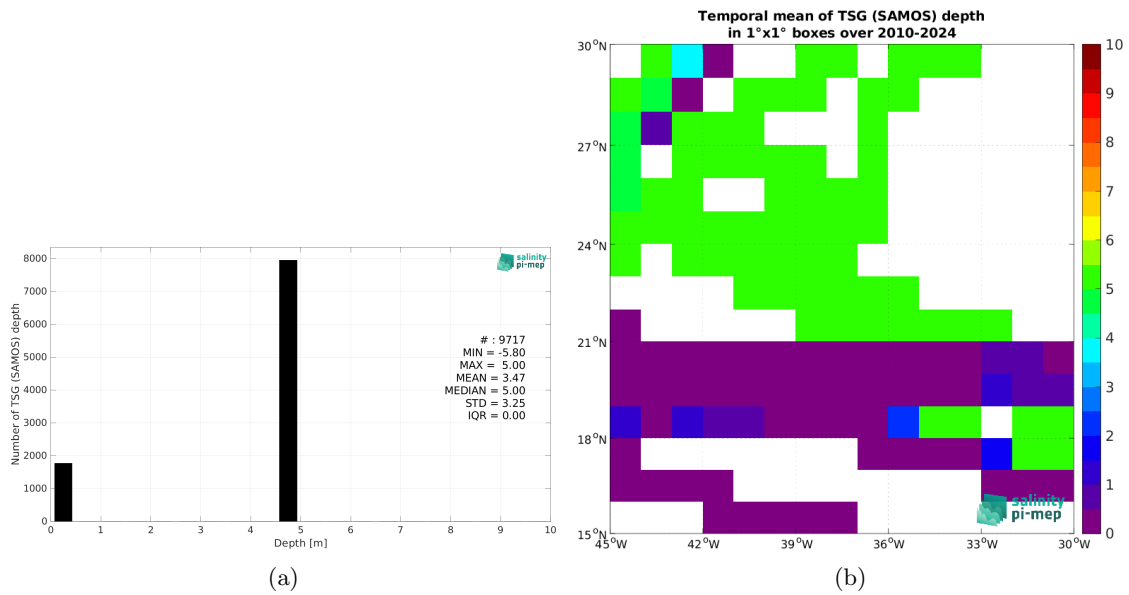 8000
7000
6000
5000
4000
3000
2000
1000
0
Number of TSG (SAMOS) depth
salinity
pi-mep
# : 9717
MIN = -5.80
MAX = 5.00
MEAN = 3.47
MEDIAN = 5.00
STD = 3.25
IQR = 0.00
0 1 2 3 4 5 6 7 8 9 10
Depth [m]
(a)
Temporal mean of TSG (SAMOS) depth
in 1°x1° boxes over 2010-2024
30°N
27°N
24°N
21°N
18°N
15°N
45°W 42°W 39°W 36°W 33°W 30°W
salinity
pi-mep
10
9
8
7
6
5
4
3
2
1
0
(b)